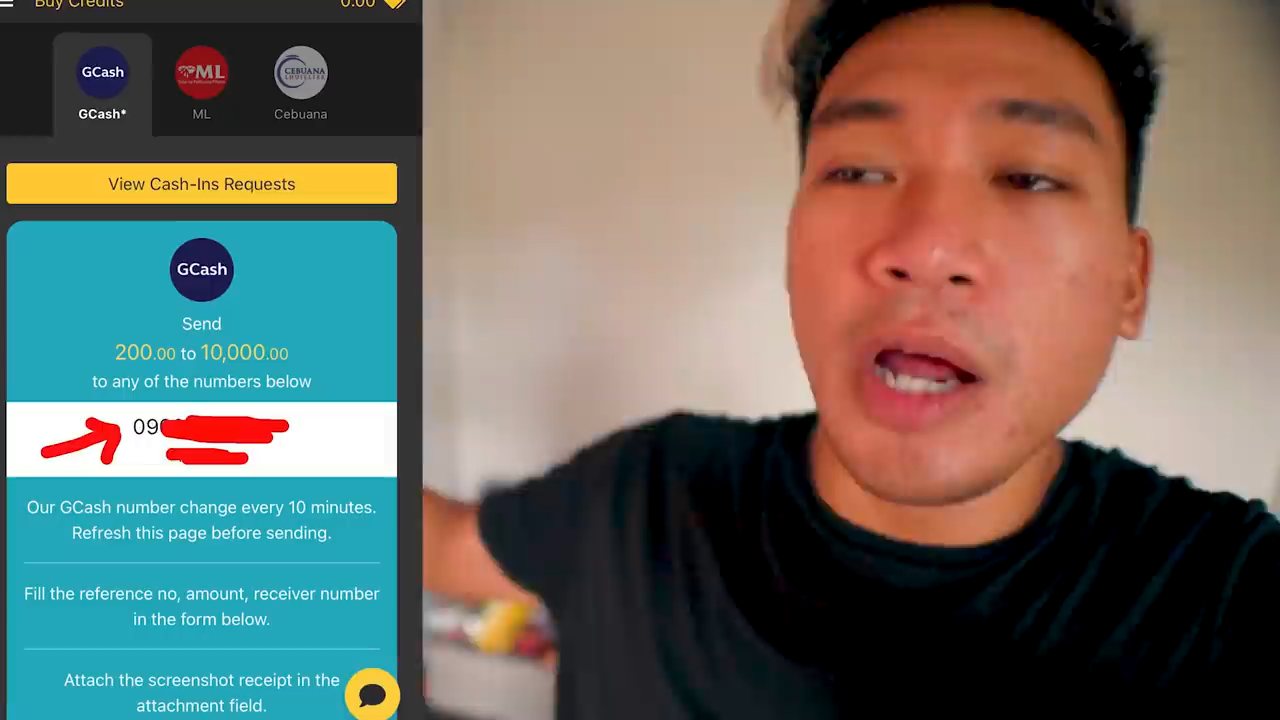 Buy Credits
0.00
GCash
ML
CEBUANA
LHUILLIER
GCash*
ML
Cebuana
View Cash-Ins Requests
GCash
Send
200.00 to 10,000.00
to any of the numbers below
09
Our GCash number change every 10 minutes.
Refresh this page before sending.
Fill the reference no, amount, receiver number
in the form below.
Attach the screenshot receipt in the
attachment field.